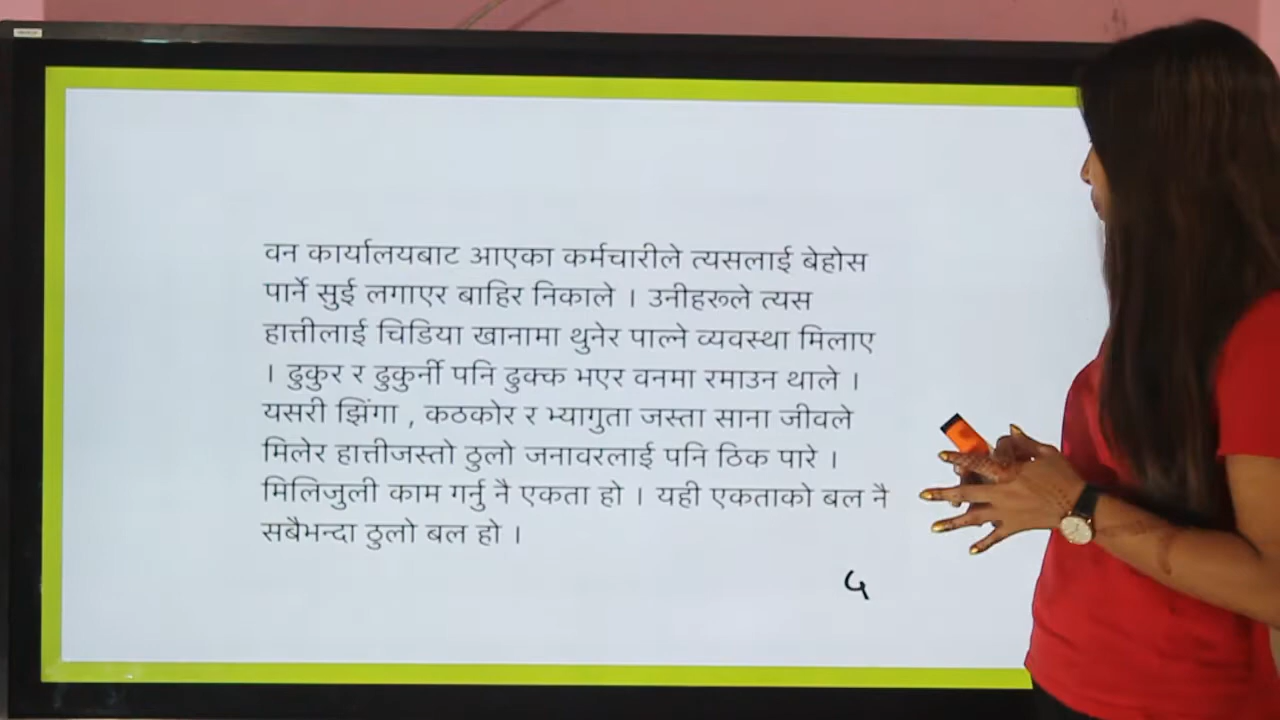 वन कार्यालयबाट आएका कर्मचारीले त्यसलाई बेहोस
पार्ने सुई लगाएर बाहिर निकाले । उनीहरूले त्यस
हात्तीलाई चिडिया खानामा थुनेर पाल्ने व्यवस्था मिलाए
। ढुकुर र ढुकुर्नी पनि ढुक्क भएर वनमा रमाउन थाले ।
यसरी झिंगा , कठकोर र भ्यागुता जस्ता साना जीवले
मिलेर हात्तीजस्तो ठुलो जनावरलाई पनि ठिक पारे ।
मिलिजुली काम गर्नु नै एकता हो । यही एकताको बल नै
सबैभन्दा ठुलो बल हो ।
५